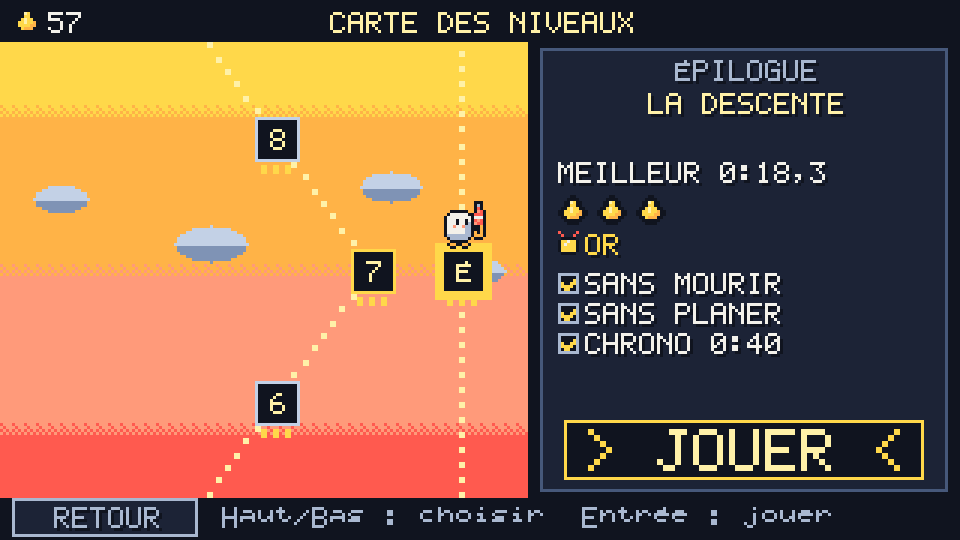 57
CARTE DES NIVEAUX
8
7
É
6
ÉPILOGUE
LA DESCENTE
MEILLEUR 0:18,3
OR
SANS MOURIR
SANS PLANER
CHRONO 0:40
> JOUER <
RETOUR
Haut/Bas : choisir
Entrée : jouer